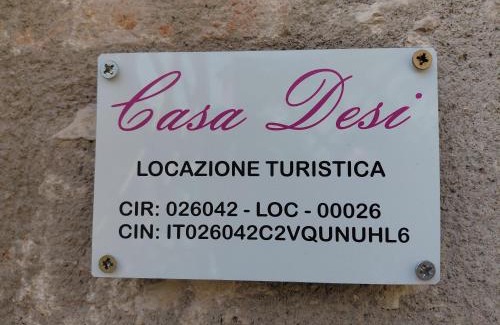 Casa Desi
LOCAZIONE TURISTICA
CIR: 026042 - LOC - 00026
CIN: IT026042C2VQUNUHL6